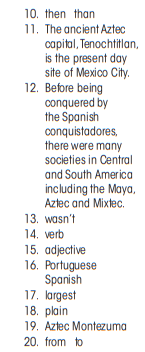 10. then than
11. The ancient Aztec
capital, Tenochtitlan,
is the present day
site of Mexico City.
12. Before being
conquered by
the Spanish
conquistadores,
there were many
societies in Central
and South America
including the Maya,
Aztec and Mixtec.
13. wasn't
14. verb
15. adjective
16. Portuguese
Spanish
17. largest
18. plain
19. Aztec Montezuma
20. from to